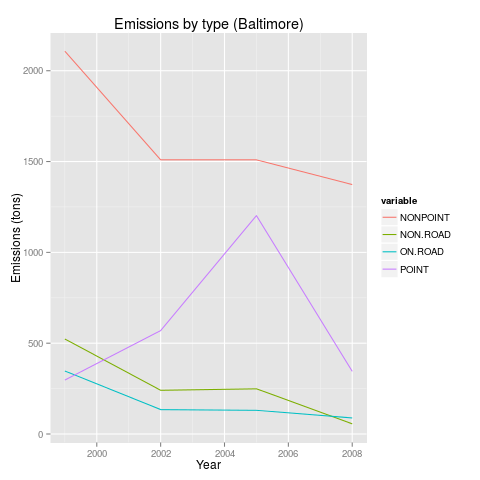 Emissions by type (Baltimore)
Emissions (tons)
2000
1500
1000
500
0
2000 2002 2004 2006 2008
Year
variable
NONPOINT
NON.ROAD
ON.ROAD
POINT